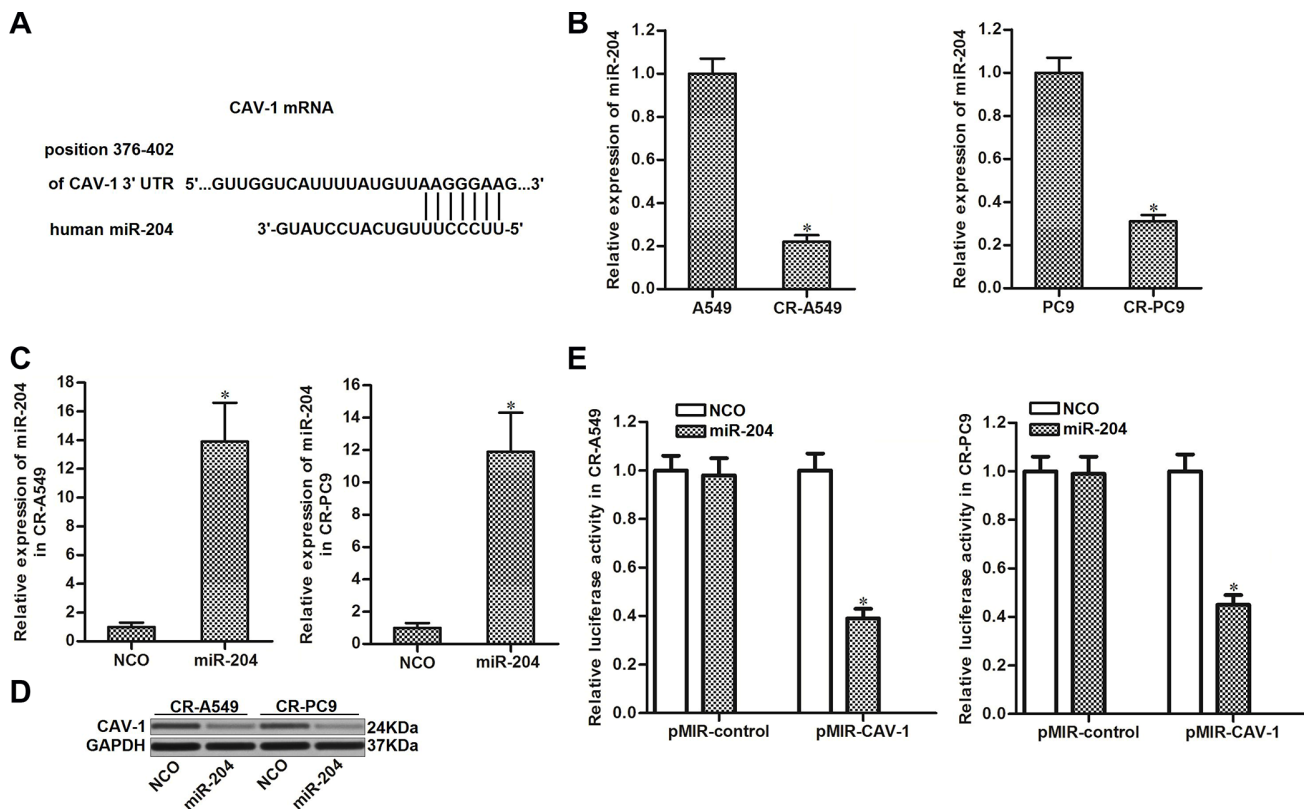 A
CAV-1 mRNA
position 376-402
of CAV-1 3' UTR 5'...GUUGGUCAUUUUAUGUUAAGGGAAG...3'
human miR-204 3'-GUAUCCUACUGUUUCCCUU-5'
B
Relative expression of miR-204
1.2
1.0
0.8
0.6
0.4
0.2
0.0
*
A549 CR-A549
Relative expression of miR-204
1.2
1.0
0.8
0.6
0.4
0.2
0.0
*
PC9 CR-PC9
C
Relative expression of miR-204
in CR-A549
18
16
14
12
10
8
6
4
2
0
*
NCO miR-204
Relative expression of miR-204
in CR-PC9
16
14
12
10
8
6
4
2
0
*
NCO miR-204
D
CR-A549 CR-PC9
CAV-1 24KDa
GAPDH 37KDa
NCO miR-204 NCO miR-204
E
Relative luciferase activity in CR-A549
NCO
miR-204
1.2
1.0
0.8
0.6
0.4
0.2
0.0
*
pMIR-control pMIR-CAV-1
Relative luciferase activity in CR-PC9
NCO
miR-204
1.2
1.0
0.8
0.6
0.4
0.2
0.0
*
pMIR-control pMIR-CAV-1